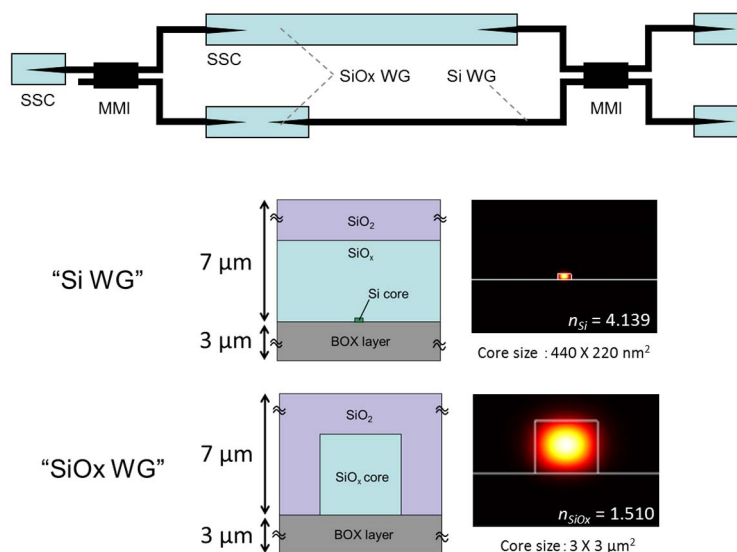 SSC
SiOx WG
Si WG
SSC
MMI
MMI
"Si WG"
7 µm
3 µm
SiO₂
SiOₓ
Si core
BOX layer
n_Si = 4.139
Core size : 440 X 220 nm²
"SiOx WG"
7 µm
3 µm
SiO₂
SiOₓ core
BOX layer
n_SiOx = 1.510
Core size : 3 X 3 µm²